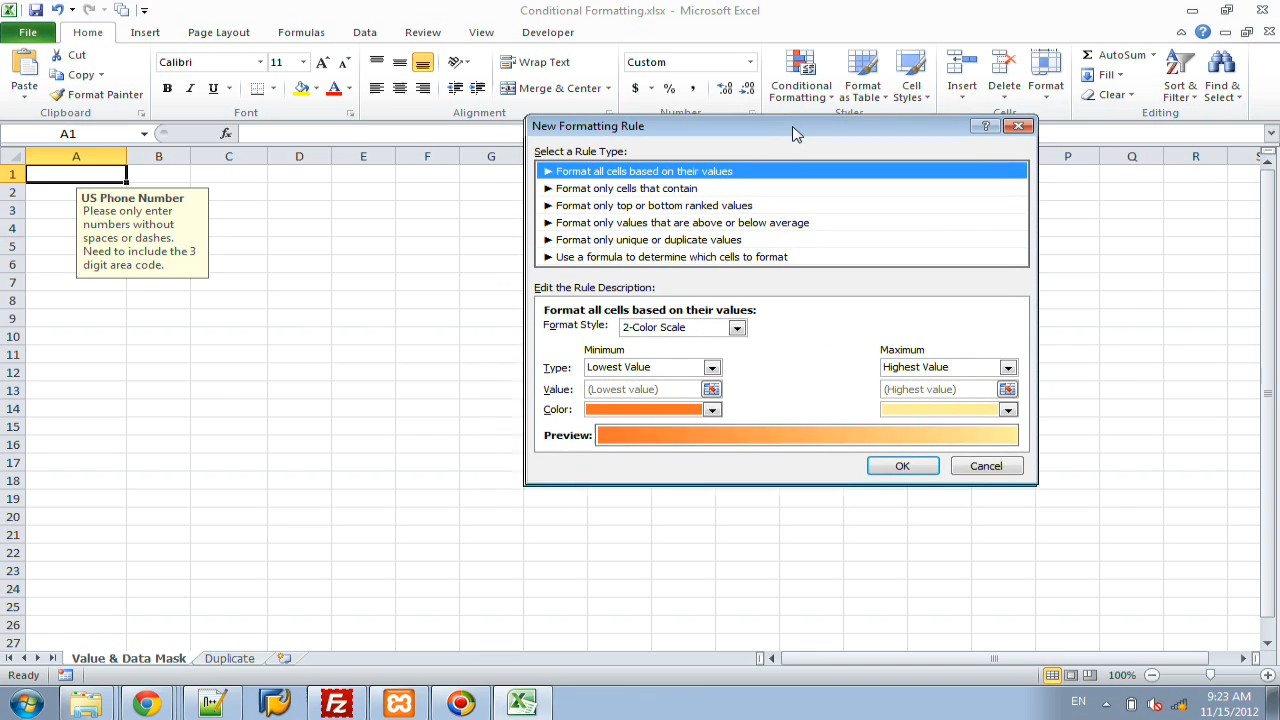 Conditional Formatting.xlsx - Microsoft Excel
File Home Insert Page Layout Formulas Data Review View Developer
Paste
Cut
Copy
Format Painter
Clipboard
Calibri 11
B I U
Font
Wrap Text
Merge & Center
Alignment
Custom
$ % ,
Number
Conditional Formatting
Format as Table
Cell Styles
Styles
Insert
Delete
Format
Cells
AutoSum
Fill
Clear
Sort & Filter
Find & Select
Editing
A1 fx
A B C D E F G P Q R S
1
2
3
4
5
6
7
8
9
10
11
12
13
14
15
16
17
18
19
20
21
22
23
24
25
26
27
US Phone Number
Please only enter
numbers without
spaces or dashes.
Need to include the 3
digit area code.
New Formatting Rule
Select a Rule Type:
► Format all cells based on their values
► Format only cells that contain
► Format only top or bottom ranked values
► Format only values that are above or below average
► Format only unique or duplicate values
► Use a formula to determine which cells to format
Edit the Rule Description:
Format all cells based on their values:
Format Style: 2-Color Scale
Minimum Maximum
Type: Lowest Value Highest Value
Value: (Lowest value) (Highest value)
Color:
Preview:
OK Cancel
Value & Data Mask Duplicate
Ready 100%
EN 9:23 AM
11/15/2012